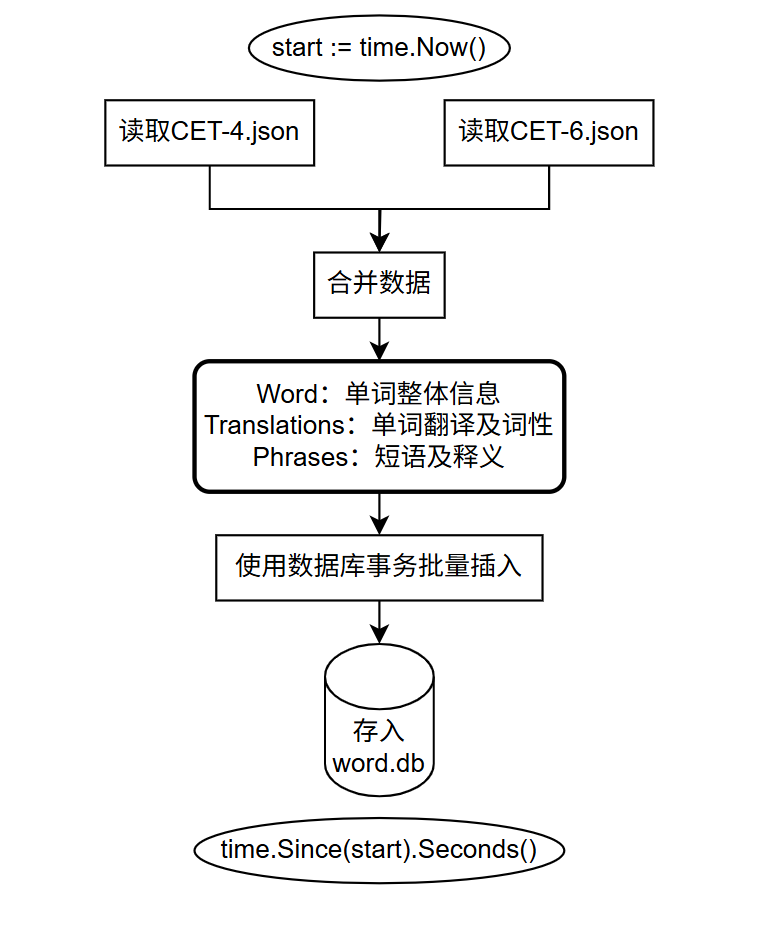 start := time.Now()
读取CET-4.json
读取CET-6.json
合并数据
Word：单词整体信息
Translations：单词翻译及词性
Phrases：短语及释义
使用数据库事务批量插入
存入
word.db
time.Since(start).Seconds()